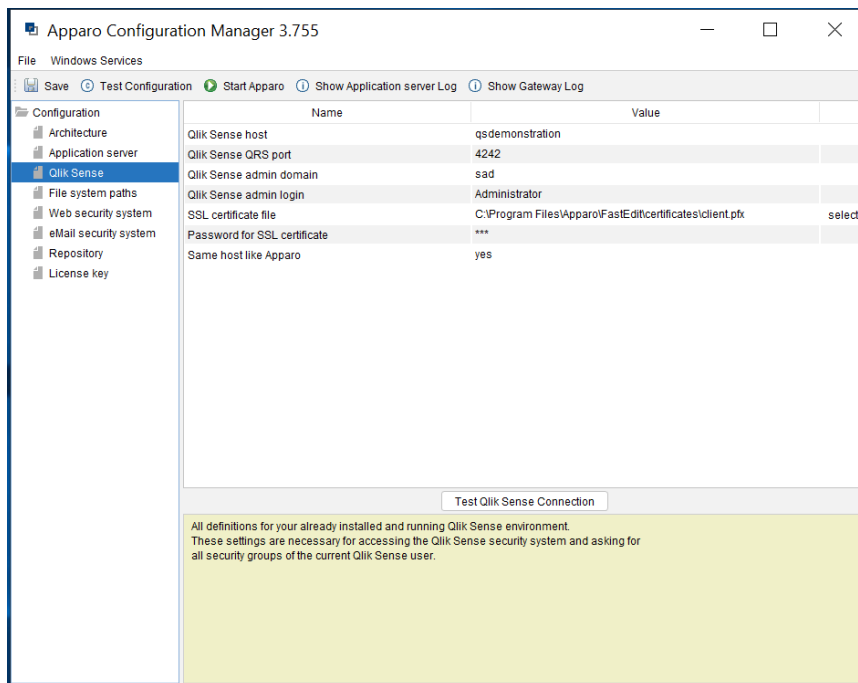 Apparo Configuration Manager 3.755
File Windows Services
Save Test Configuration Start Apparo Show Application server Log Show Gateway Log
Configuration
Architecture
Application server
Qlik Sense
File system paths
Web security system
eMail security system
Repository
License key
Name Value
Qlik Sense host qsdemonstration
Qlik Sense QRS port 4242
Qlik Sense admin domain sad
Qlik Sense admin login Administrator
SSL certificate file C:\Program Files\Apparo\FastEdit\certificates\client.pfx select
Password for SSL certificate ***
Same host like Apparo yes
Test Qlik Sense Connection
All definitions for your already installed and running Qlik Sense environment.
These settings are necessary for accessing the Qlik Sense security system and asking for
all security groups of the current Qlik Sense user.